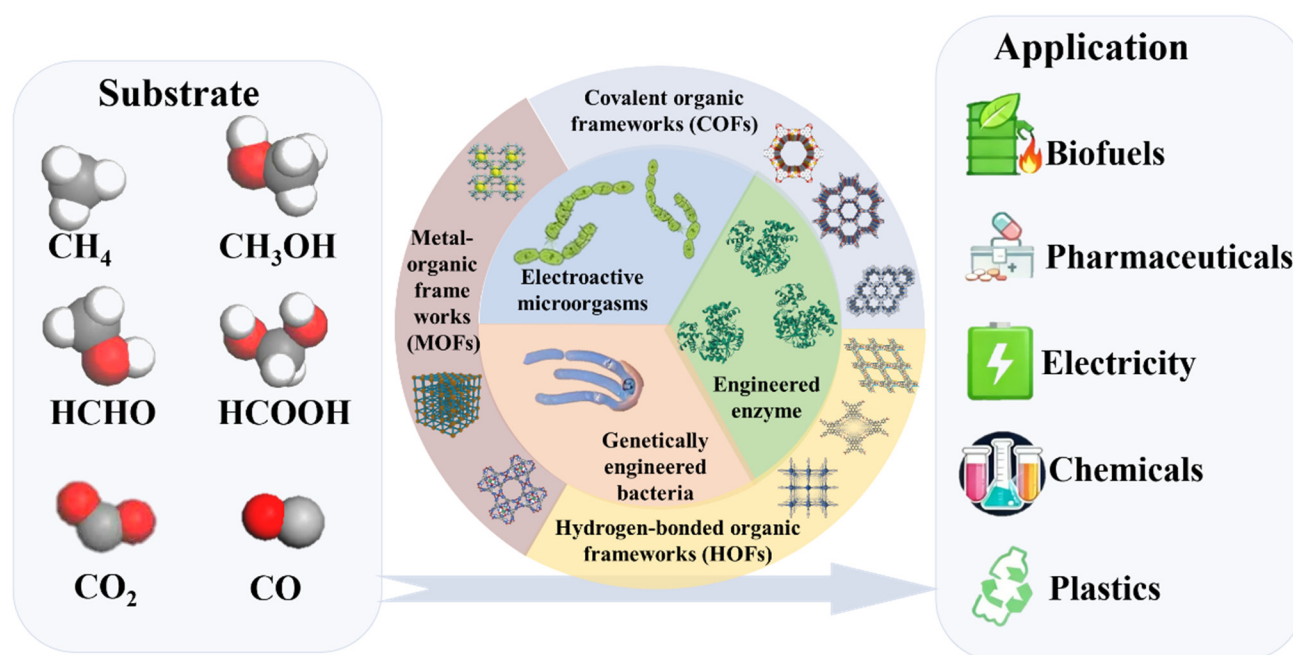 Substrate
CH₄
CH₃OH
HCHO
HCOOH
CO₂
CO
Covalent organic
frameworks (COFs)
Metal-
organic
frame
works
(MOFs)
Electroactive
microorgasms
Engineered
enzyme
Genetically
engineered
bacteria
Hydrogen-bonded organic
frameworks (HOFs)
Application
Biofuels
Pharmaceuticals
Electricity
Chemicals
Plastics